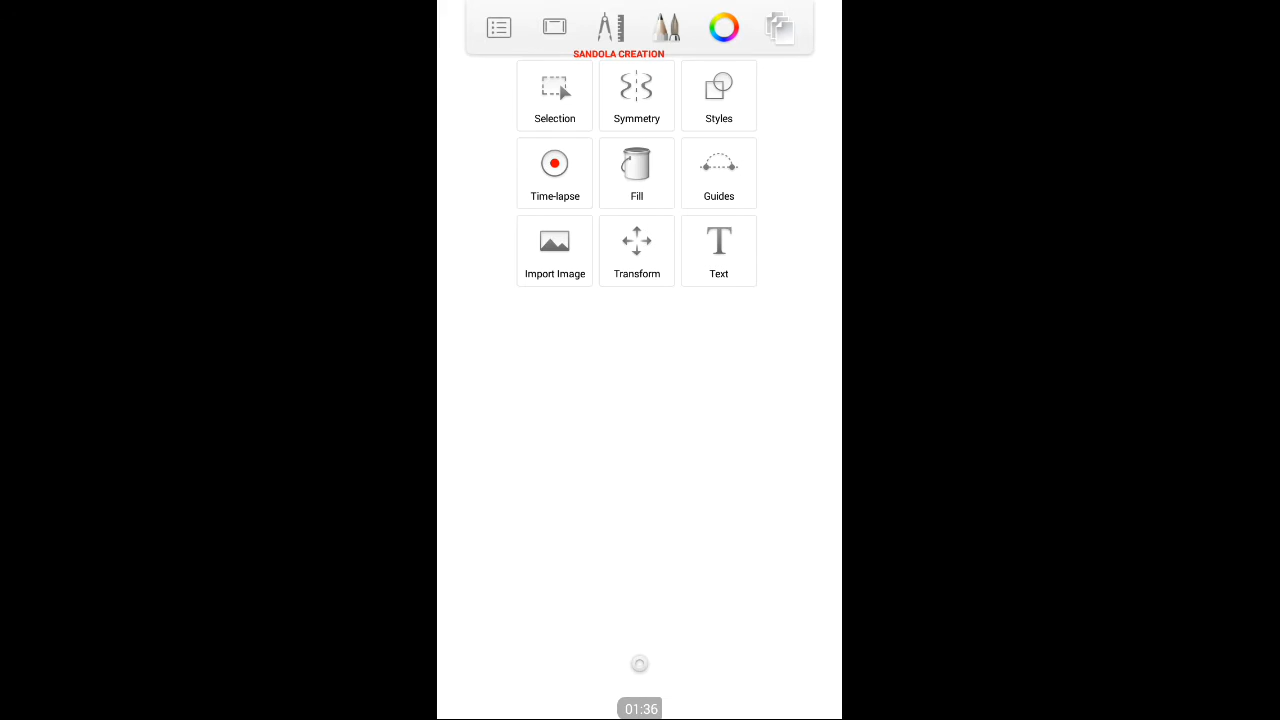 SANDOLA CREATION
Selection Symmetry Styles
Time-lapse Fill Guides
Import Image Transform Text
01:36